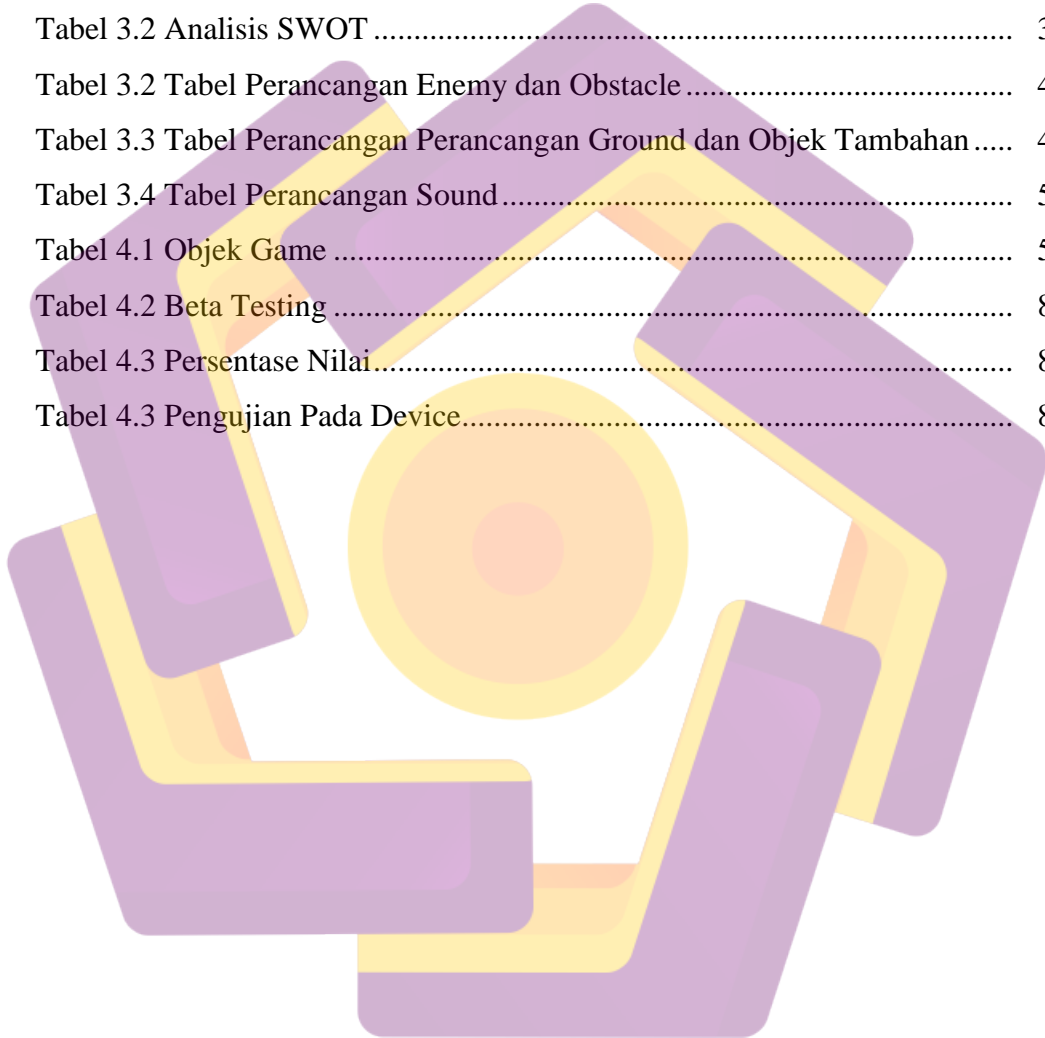 Tabel 3.2 Analisis SWOT ................................................................................ 3
Tabel 3.2 Tabel Perancangan Enemy dan Obstacle ......................................... 4
Tabel 3.3 Tabel Perancangan Perancangan Ground dan Objek Tambahan ..... 4
Tabel 3.4 Tabel Perancangan Sound ................................................................ 5
Tabel 4.1 Objek Game ...................................................................................... 5
Tabel 4.2 Beta Testing ..................................................................................... 8
Tabel 4.3 Persentase Nilai ................................................................................ 8
Tabel 4.3 Pengujian Pada Device ..................................................................... 8